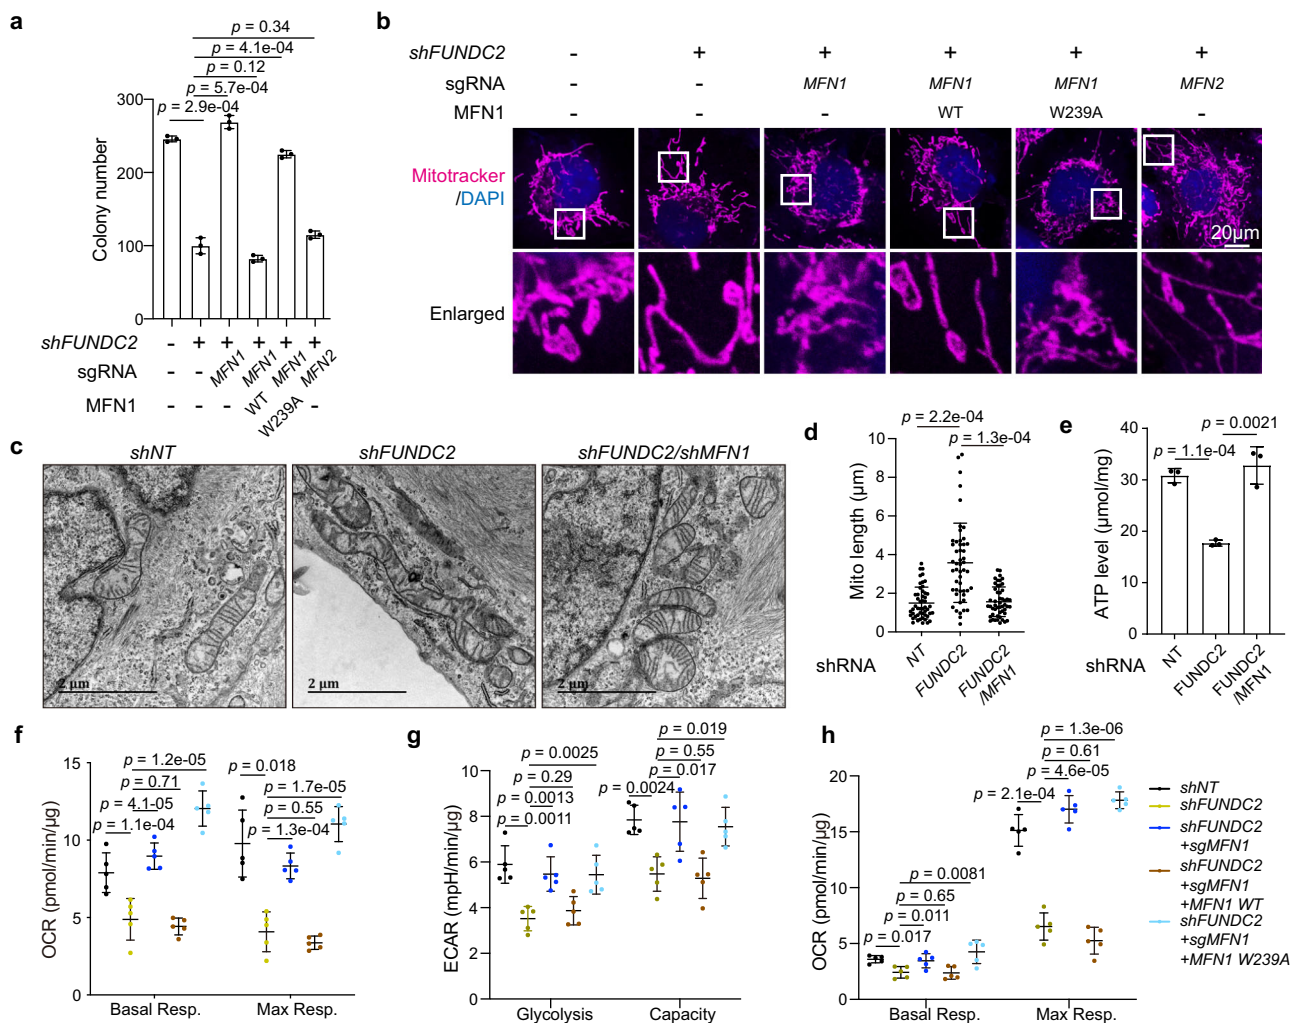 a
p = 0.34
p = 4.1e-04
p = 0.12
p = 5.7e-04
p = 2.9e-04
Colony number
300
200
100
0
shFUNDC2 - + + + + +
sgRNA - - MFN1 MFN1 MFN1 MFN2
MFN1 - - - WT W239A -
b
shFUNDC2 - + + + + +
sgRNA - - MFN1 MFN1 MFN1 MFN2
MFN1 - - - WT W239A -
Mitotracker
/DAPI
20µm
Enlarged
c
shNT shFUNDC2 shFUNDC2/shMFN1
2 µm 2 µm 2 µm
d
p = 2.2e-04
p = 1.3e-04
Mito length (µm)
10
8
6
4
2
0
shRNA
NT
FUNDC2
FUNDC2
/MFN1
e
p = 0.0021
p = 1.1e-04
ATP level (µmol/mg)
40
30
20
10
0
shRNA
NT
FUNDC2
FUNDC2
/MFN1
f
p = 1.2e-05
p = 0.71
p = 4.1-05
p = 1.1e-04
p = 0.018
p = 1.7e-05
p = 0.55
p = 1.3e-04
OCR (pmol/min/µg)
15
10
5
0
Basal Resp. Max Resp.
g
p = 0.0025
p = 0.29
p = 0.0013
p = 0.0011
p = 0.019
p = 0.55
p = 0.017
p = 0.0024
ECAR (mpH/min/µg)
10
8
6
4
2
0
Glycolysis Capacity
h
p = 0.0081
p = 0.65
p = 0.011
p = 0.017
p = 1.3e-06
p = 0.61
p = 4.6e-05
p = 2.1e-04
OCR (pmol/min/µg)
20
15
10
5
0
Basal Resp. Max Resp.
shNT
shFUNDC2
shFUNDC2
+sgMFN1
shFUNDC2
+sgMFN1
+MFN1 WT
shFUNDC2
+sgMFN1
+MFN1 W239A